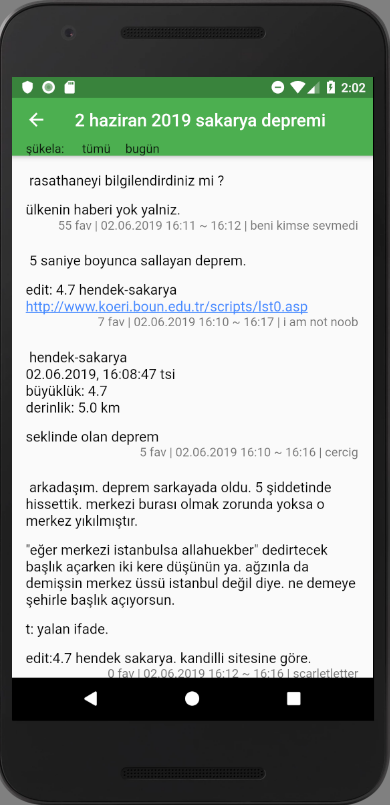 2:02
2 haziran 2019 sakarya depremi
şükela: tümü bugün
rasathaneyi bilgilendirdiniz mi ?
ülkenin haberi yok yalniz.
55 fav | 02.06.2019 16:11 ~ 16:12 | beni kimse sevmedi
5 saniye boyunca sallayan deprem.
edit: 4.7 hendek-sakarya
http://www.koeri.boun.edu.tr/scripts/lst0.asp
7 fav | 02.06.2019 16:10 ~ 16:17 | i am not noob
hendek-sakarya
02.06.2019, 16:08:47 tsi
büyüklük: 4.7
derinlik: 5.0 km
seklinde olan deprem
5 fav | 02.06.2019 16:10 ~ 16:16 | cercig
arkadaşım. deprem sarkayada oldu. 5 şiddetinde
hissettik. merkezi burası olmak zorunda yoksa o
merkez yıkılmıştır.
"eğer merkezi istanbulsa allahuekber" dedirtecek
başlık açarken iki kere düşünün ya. ağzınla da
demişsin merkez üssü istanbul değil diye. ne demeye
şehirle başlık açıyorsun.
t: yalan ifade.
edit:4.7 hendek sakarya. kandilli sitesine göre.
0 fav | 02.06.2019 16:12 ~ 16:16 | scarletletter